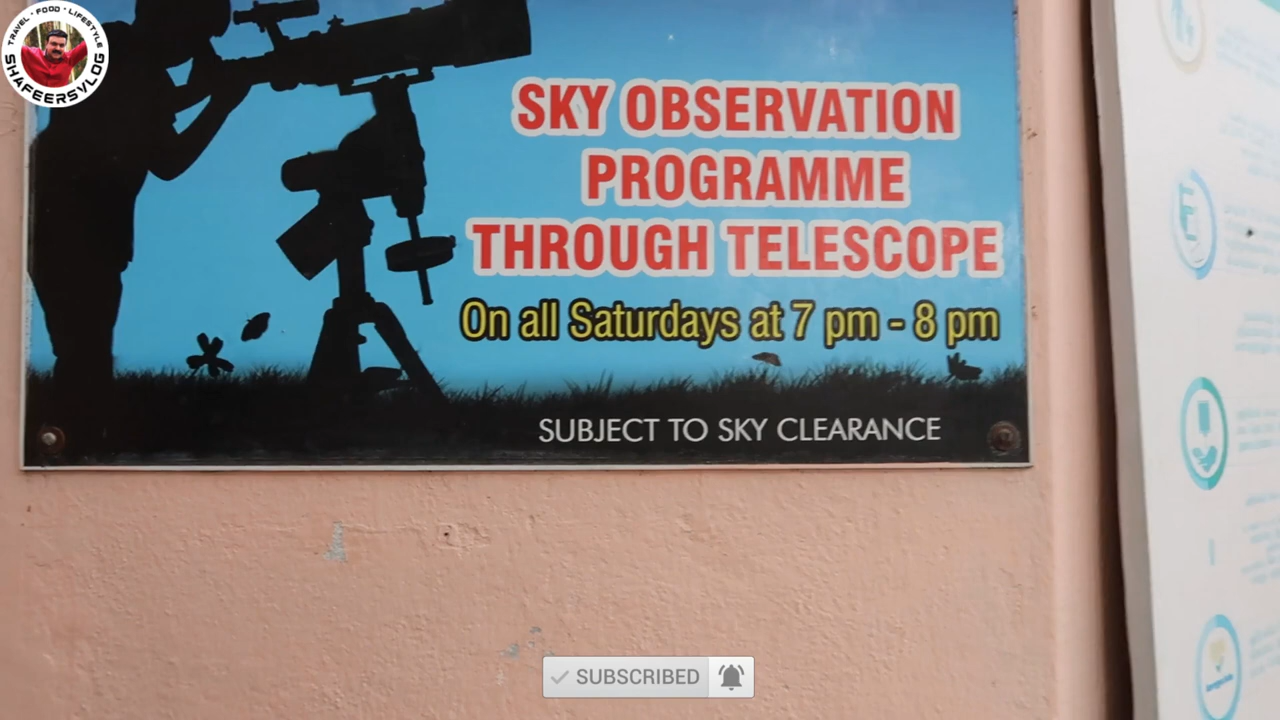 TRAVEL - FOOD - LIFESTYLE
SHAFEERSVLOG
SKY OBSERVATION
PROGRAMME
THROUGH TELESCOPE
On all Saturdays at 7 pm - 8 pm
SUBJECT TO SKY CLEARANCE
SUBSCRIBED